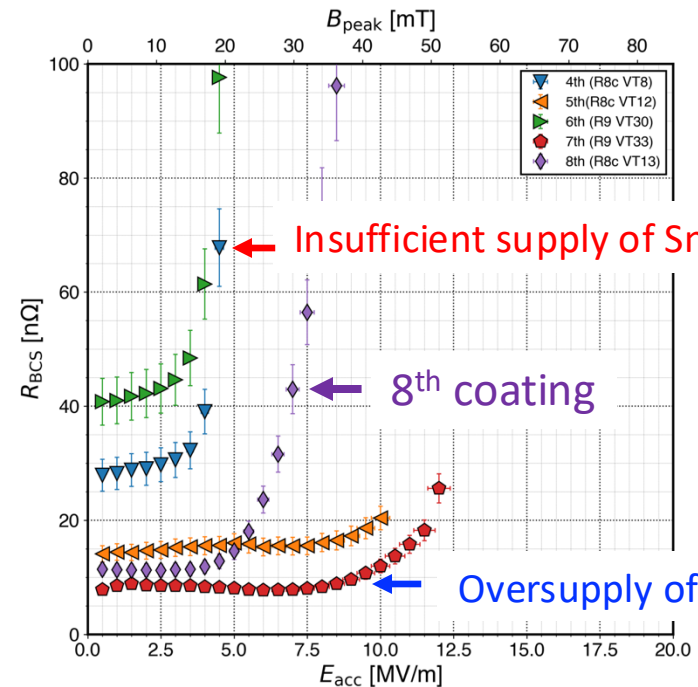 B_peak [mT]
0 10 20 30 40 50 60 70 80
100
80
60
40
20
0
R_BCS [nΩ]
4th (R8c VT8)
5th(R8c VT12)
6th (R9 VT30)
7th (R9 VT33)
8th (R8c VT13)
Insufficient supply of Sn
8th coating
Oversupply of
0.0 2.5 5.0 7.5 10.0 12.5 15.0 17.5 20.0
E_acc [MV/m]